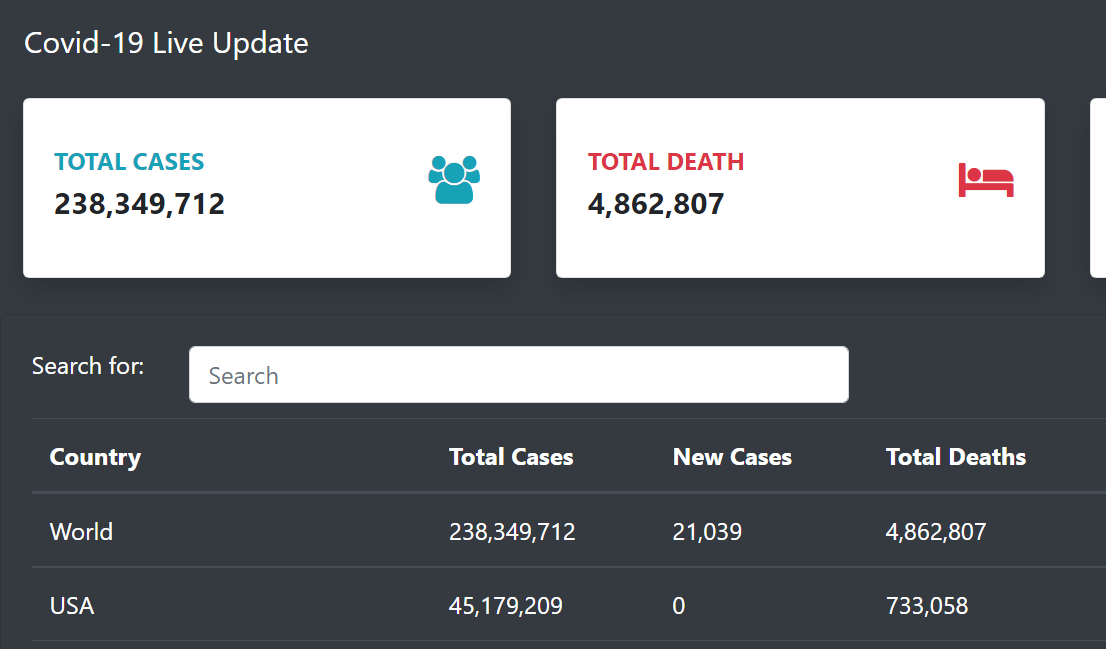 Covid-19 Live Update
TOTAL CASES
238,349,712
TOTAL DEATH
4,862,807
Search for:
Search
Country Total Cases New Cases Total Deaths
World 238,349,712 21,039 4,862,807
USA 45,179,209 0 733,058